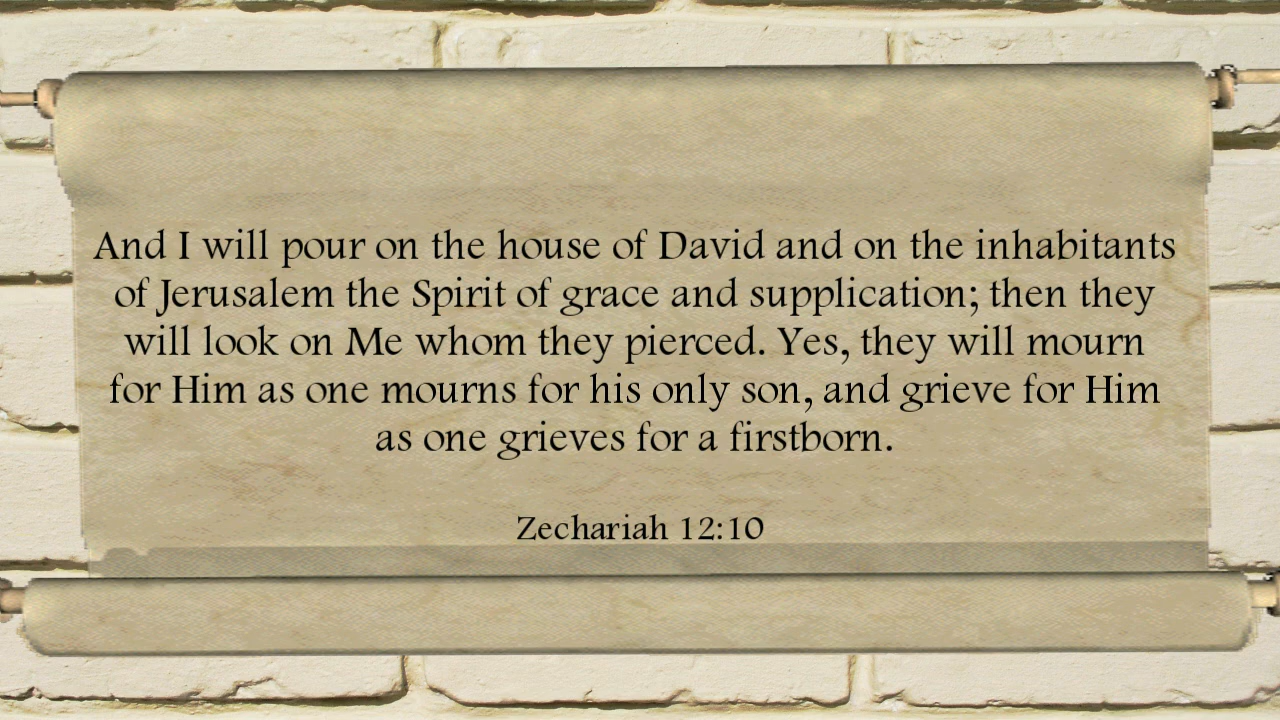 And I will pour on the house of David and on the inhabitants
of Jerusalem the Spirit of grace and supplication; then they
will look on Me whom they pierced. Yes, they will mourn
for Him as one mourns for his only son, and grieve for Him
as one grieves for a firstborn.
Zechariah 12:10